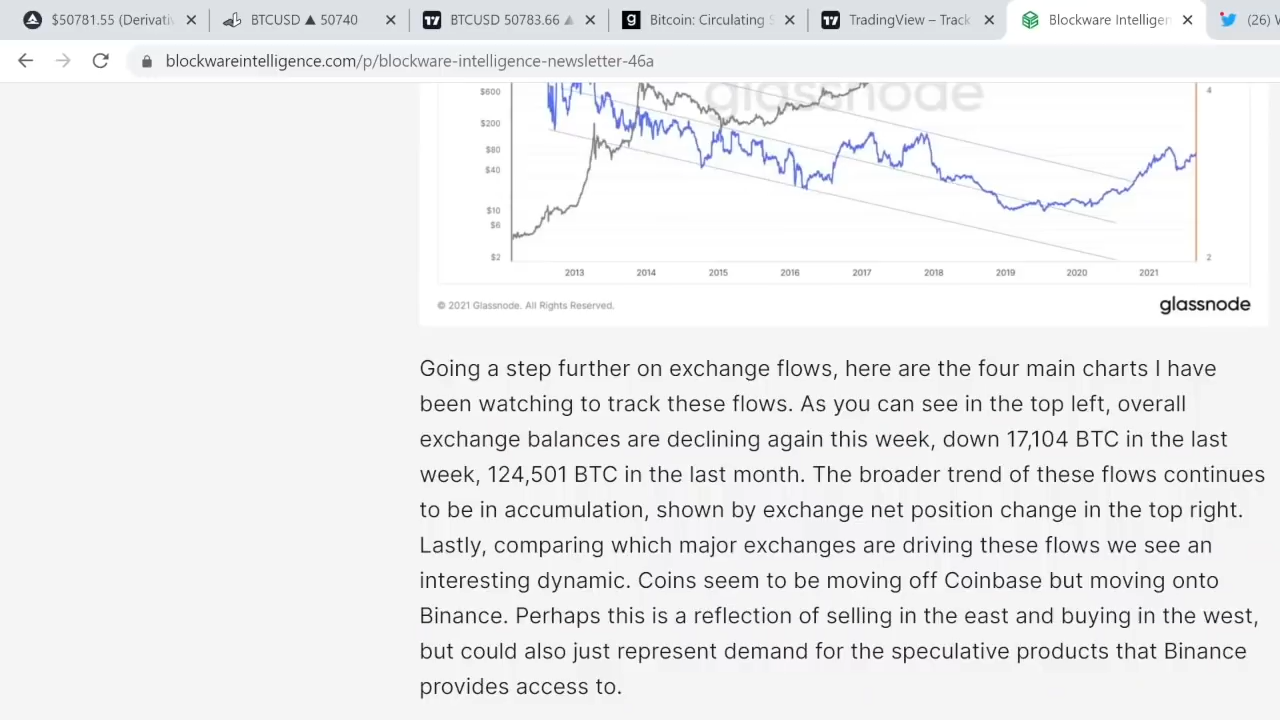 $50781.55 (Derivati
BTCUSD ▲ 50740
BTCUSD 50783.66 ▲
Bitcoin: Circulating S
TradingView – Track
Blockware Intelligen
(26) W
blockwareintelligence.com/p/blockware-intelligence-newsletter-46a
glassnode
$600
$200
$80
$40
$10
$6
$2
4
2
2013 2014 2015 2016 2017 2018 2019 2020 2021
© 2021 Glassnode. All Rights Reserved.
glassnode
Going a step further on exchange flows, here are the four main charts I have
been watching to track these flows. As you can see in the top left, overall
exchange balances are declining again this week, down 17,104 BTC in the last
week, 124,501 BTC in the last month. The broader trend of these flows continues
to be in accumulation, shown by exchange net position change in the top right.
Lastly, comparing which major exchanges are driving these flows we see an
interesting dynamic. Coins seem to be moving off Coinbase but moving onto
Binance. Perhaps this is a reflection of selling in the east and buying in the west,
but could also just represent demand for the speculative products that Binance
provides access to.